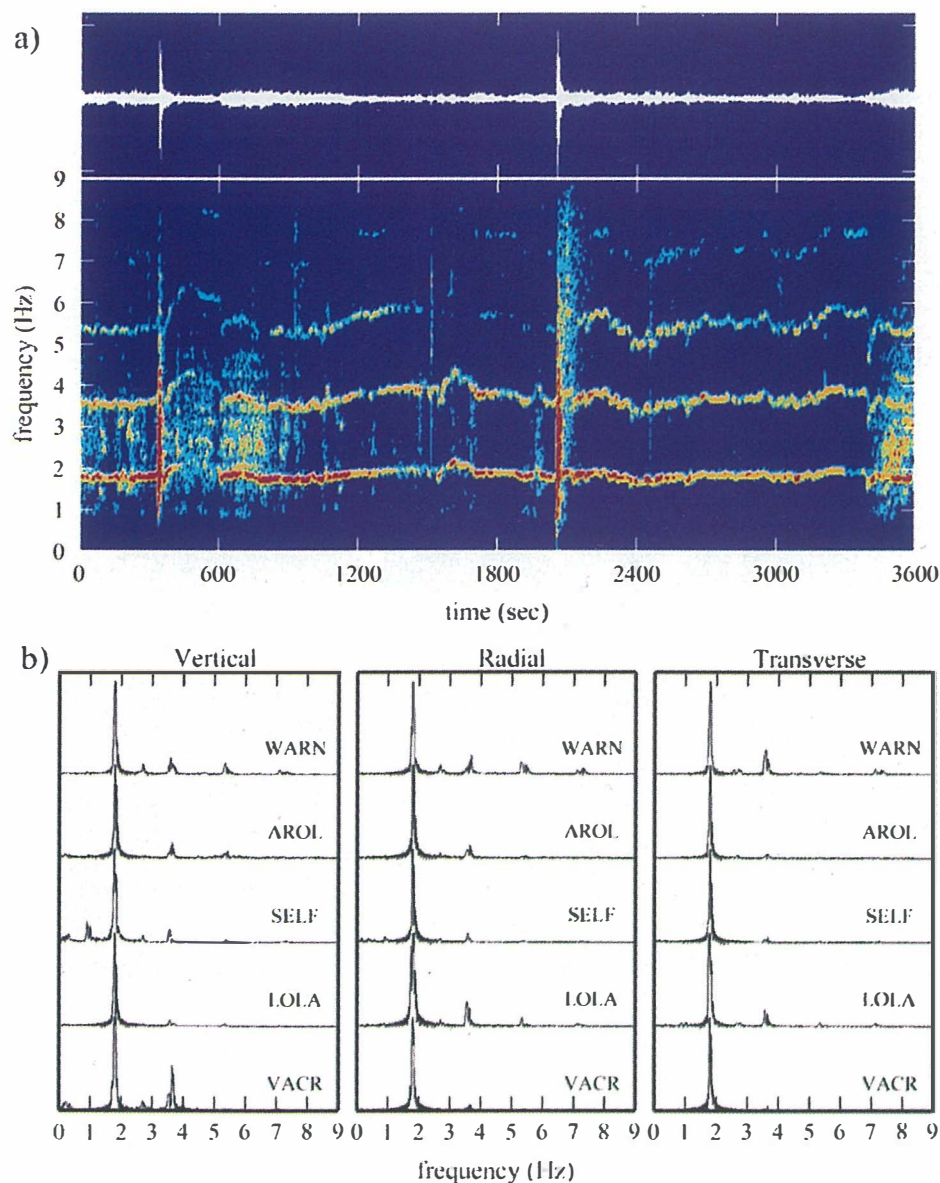 a)
9
8
7
6
5
4
3
2
1
0
frequency (Hz)
0 600 1200 1800 2400 3000 3600
time (sec)
b) Vertical Radial Transverse
WARN WARN WARN
AROL AROL AROL
SELF SELF SELF
LOLA LOLA LOLA
VACR VACR VACR
0 1 2 3 4 5 6 7 8 9 0 1 2 3 4 5 6 7 8 9 0 1 2 3 4 5 6 7 8 9
frequency (Hz)